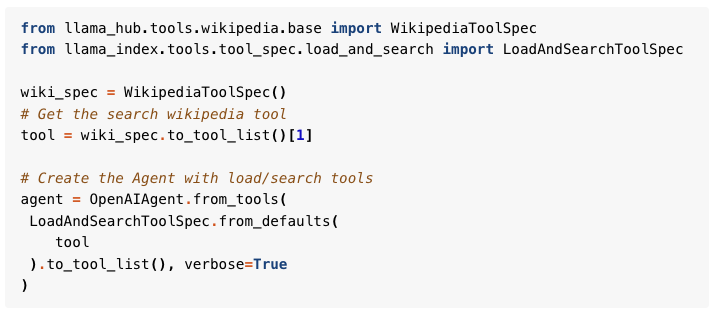 from llama_hub.tools.wikipedia.base import WikipediaToolSpec
from llama_index.tools.tool_spec.load_and_search import LoadAndSearchToolSpec

wiki_spec = WikipediaToolSpec()
# Get the search wikipedia tool
tool = wiki_spec.to_tool_list()[1]

# Create the Agent with load/search tools
agent = OpenAIAgent.from_tools(
 LoadAndSearchToolSpec.from_defaults(
    tool
 ).to_tool_list(), verbose=True
)